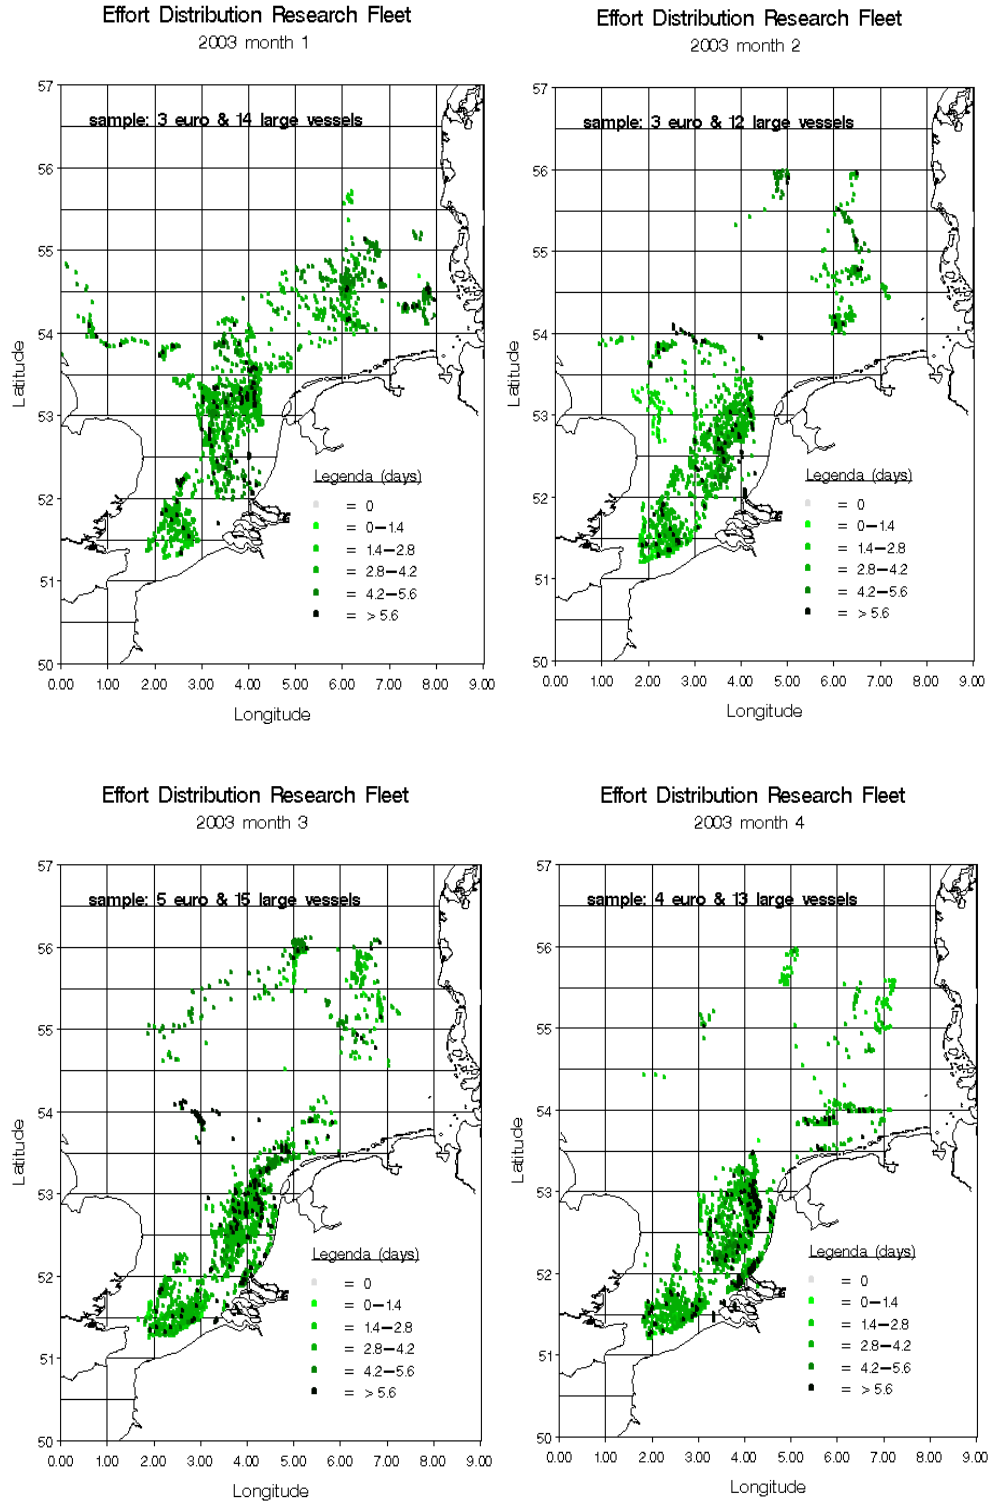 Effort Distribution Research Fleet
2003 month 1
sample: 3 euro & 14 large vessels
57
56
55
54
53
52
51
50
Latitude
0.00 1.00 2.00 3.00 4.00 5.00 6.00 7.00 8.00 9.00
Longitude
Legenda (days)
= 0
= 0-1.4
= 1.4-2.8
= 2.8-4.2
= 4.2-5.6
= > 5.6
Effort Distribution Research Fleet
2003 month 2
sample: 3 euro & 12 large vessels
57
56
55
54
53
52
51
50
Latitude
0.00 1.00 2.00 3.00 4.00 5.00 6.00 7.00 8.00 9.00
Longitude
Legenda (days)
= 0
= 0-1.4
= 1.4-2.8
= 2.8-4.2
= 4.2-5.6
= > 5.6
Effort Distribution Research Fleet
2003 month 3
sample: 5 euro & 15 large vessels
57
56
55
54
53
52
51
50
Latitude
0.00 1.00 2.00 3.00 4.00 5.00 6.00 7.00 8.00 9.00
Longitude
Legenda (days)
= 0
= 0-1.4
= 1.4-2.8
= 2.8-4.2
= 4.2-5.6
= > 5.6
Effort Distribution Research Fleet
2003 month 4
sample: 4 euro & 13 large vessels
57
56
55
54
53
52
51
50
Latitude
0.00 1.00 2.00 3.00 4.00 5.00 6.00 7.00 8.00 9.00
Longitude
Legenda (days)
= 0
= 0-1.4
= 1.4-2.8
= 2.8-4.2
= 4.2-5.6
= > 5.6